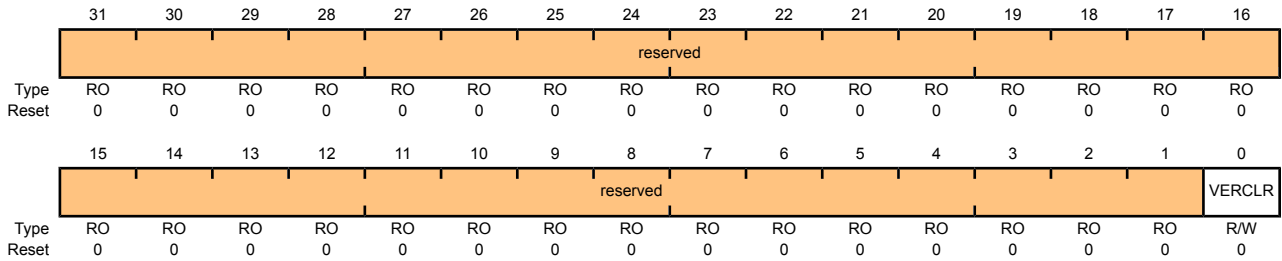 31 30 29 28 27 26 25 24 23 22 21 20 19 18 17 16
reserved
Type RO RO RO RO RO RO RO RO RO RO RO RO RO RO RO RO
Reset 0 0 0 0 0 0 0 0 0 0 0 0 0 0 0 0
15 14 13 12 11 10 9 8 7 6 5 4 3 2 1 0
reserved VERCLR
Type RO RO RO RO RO RO RO RO RO RO RO RO RO RO RO R/W
Reset 0 0 0 0 0 0 0 0 0 0 0 0 0 0 0 0